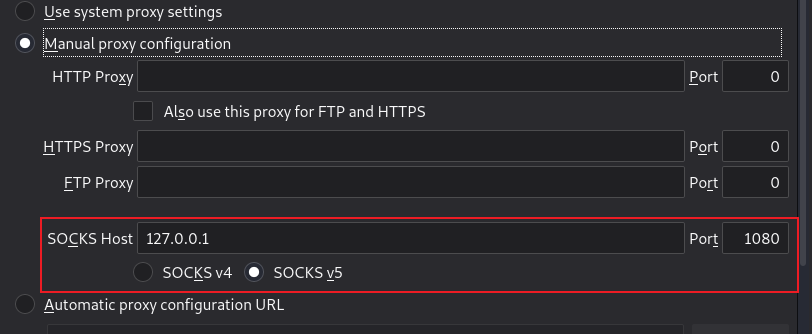 Use system proxy settings
Manual proxy configuration
HTTP Proxy Port 0
Also use this proxy for FTP and HTTPS
HTTPS Proxy Port 0
FTP Proxy Port 0
SOCKS Host 127.0.0.1 Port 1080
SOCKS v4 SOCKS v5
Automatic proxy configuration URL